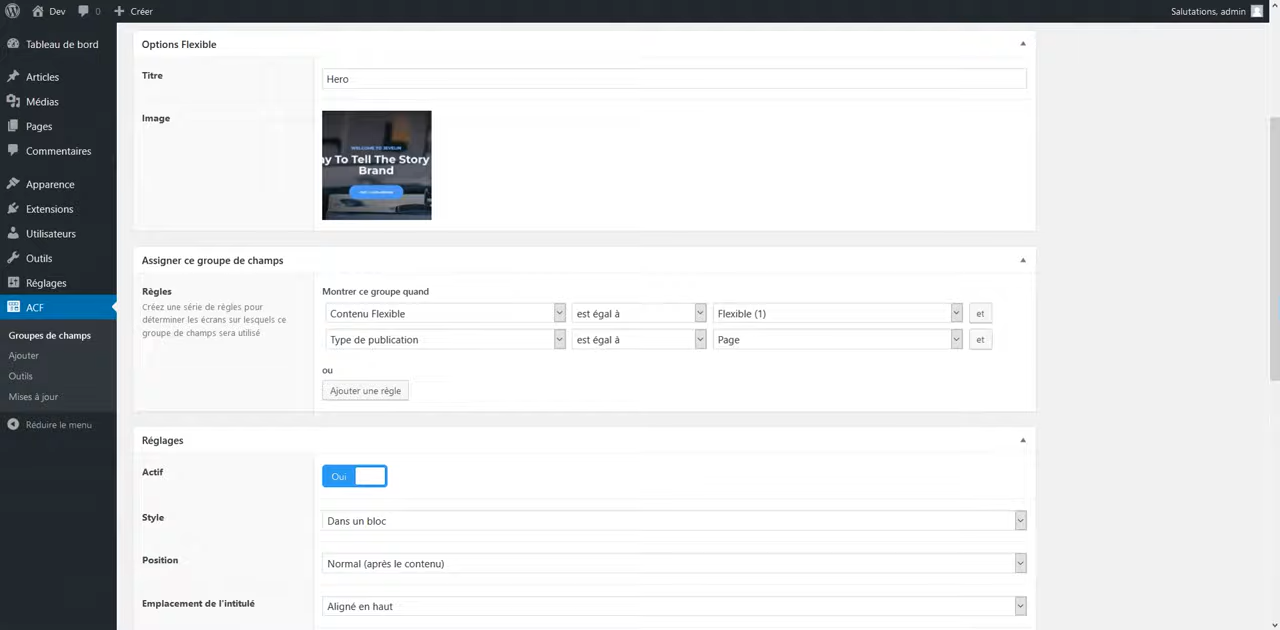 Dev
0
Créer
Salutations, admin
Tableau de bord
Articles
Médias
Pages
Commentaires
Apparence
Extensions
Utilisateurs
Outils
Réglages
ACF
Groupes de champs
Ajouter
Outils
Mises à jour
Réduire le menu
Options Flexible
Titre
Hero
Image
WELCOME TO JEVELIN
ay To Tell The Story
Brand
Assigner ce groupe de champs
Règles
Créez une série de règles pour
déterminer les écrans sur lesquels ce
groupe de champs sera utilisé
Montrer ce groupe quand
Contenu Flexible est égal à Flexible (1) et
Type de publication est égal à Page et
ou
Ajouter une règle
Réglages
Actif
Oui
Style
Dans un bloc
Position
Normal (après le contenu)
Emplacement de l'intitulé
Aligné en haut